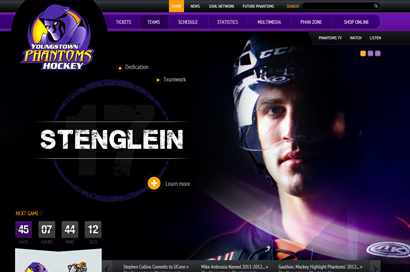 HOME NEWS USHL NETWORK FUTURE PHANTOMS SEARCH
TICKETS TEAMS SCHEDULE STATISTICS MULTIMEDIA PHAN ZONE SHOP ONLINE
PHANTOMS TV WATCH LISTEN
YOUNGSTOWN
PHANTOMS
HOCKEY
Dedication
Teamwork
17
STENGLEIN
Learn more
NEXT GAME
45 07 44 12
DAYS HOURS MINS SECS
Stephen Collins Commits to UConn »
Mike Ambrosia Named 2011-2012... »
Gauthier, Mackey Highlight 2012... »